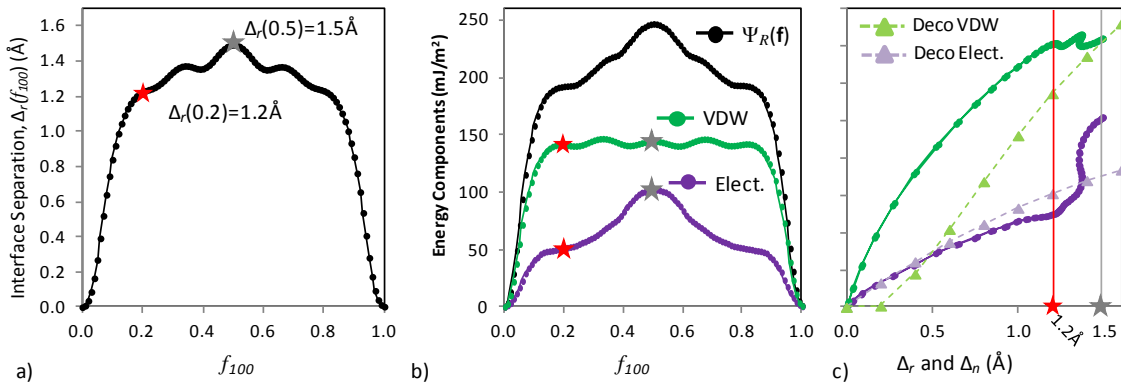 Interface Separation, Δr(f100) (Å)
1.6
1.4
1.2
1.0
0.8
0.6
0.4
0.2
0.0
Δr(0.5)=1.5Å
Δr(0.2)=1.2Å
0.0 0.2 0.4 0.6 0.8 1.0
f100
a)
Energy Components (mJ/m²)
250
200
150
100
50
0
ΨR(f)
VDW
Elect.
0.0 0.2 0.4 0.6 0.8 1.0
f100
b)
Deco VDW
Deco Elect.
0.0 0.5 1.0 1.5
1.2Å
Δr and Δn (Å)
c)